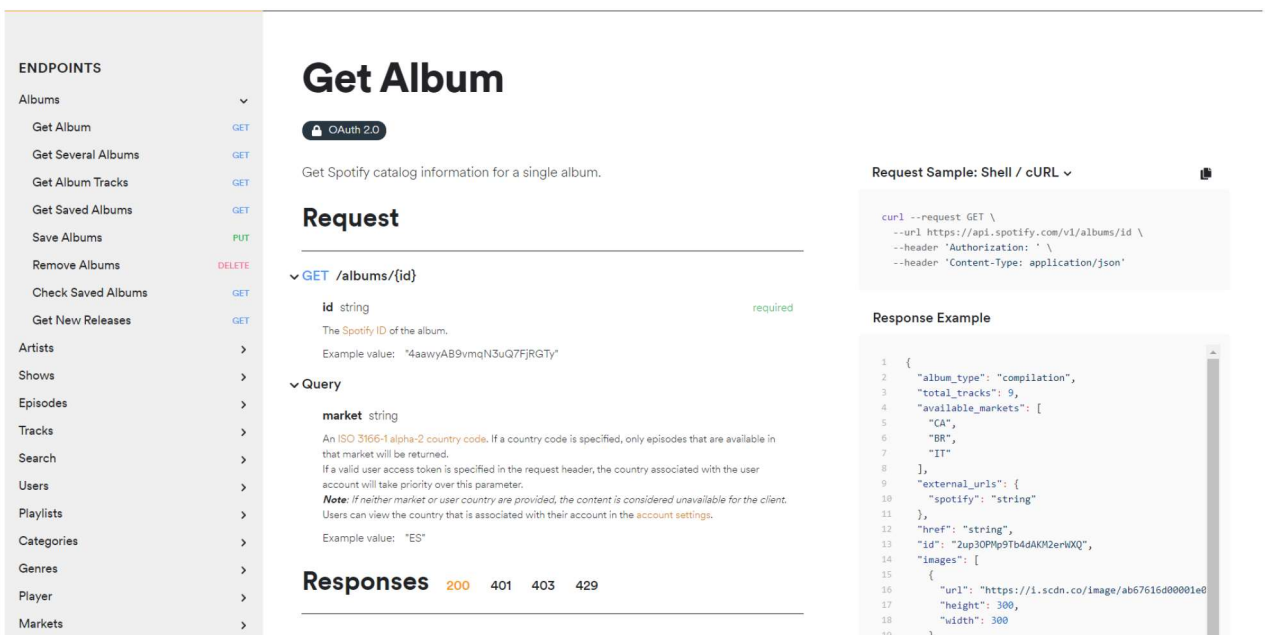 ENDPOINTS
Albums
Get Album GET
Get Several Albums GET
Get Album Tracks GET
Get Saved Albums GET
Save Albums PUT
Remove Albums DELETE
Check Saved Albums GET
Get New Releases GET
Artists
Shows
Episodes
Tracks
Search
Users
Playlists
Categories
Genres
Player
Markets
Get Album
OAuth 2.0
Get Spotify catalog information for a single album.
Request
GET /albums/{id}
id string required
The Spotify ID of the album.
Example value: "4aawyAB9vmqN3uQ7FjRGTy"
Query
market string
An ISO 3166-1 alpha-2 country code. If a country code is specified, only episodes that are available in
that market will be returned.
If a valid user access token is specified in the request header, the country associated with the user
account will take priority over this parameter.
Note: If neither market or user country are provided, the content is considered unavailable for the client.
Users can view the country that is associated with their account in the account settings.
Example value: "ES"
Responses 200 401 403 429
Request Sample: Shell / cURL
curl --request GET \
--url https://api.spotify.com/v1/albums/id \
--header 'Authorization: ' \
--header 'Content-Type: application/json'
Response Example
1 {
2 "album_type": "compilation",
3 "total_tracks": 9,
4 "available_markets": [
5 "CA",
6 "BR",
7 "IT"
8 ],
9 "external_urls": {
10 "spotify": "string"
11 },
12 "href": "string",
13 "id": "2up3OPMp9Tb4dAKM2erWXQ",
14 "images": [
15 {
16 "url": "https://i.scdn.co/image/ab67616d00001e0
17 "height": 300,
18 "width": 300